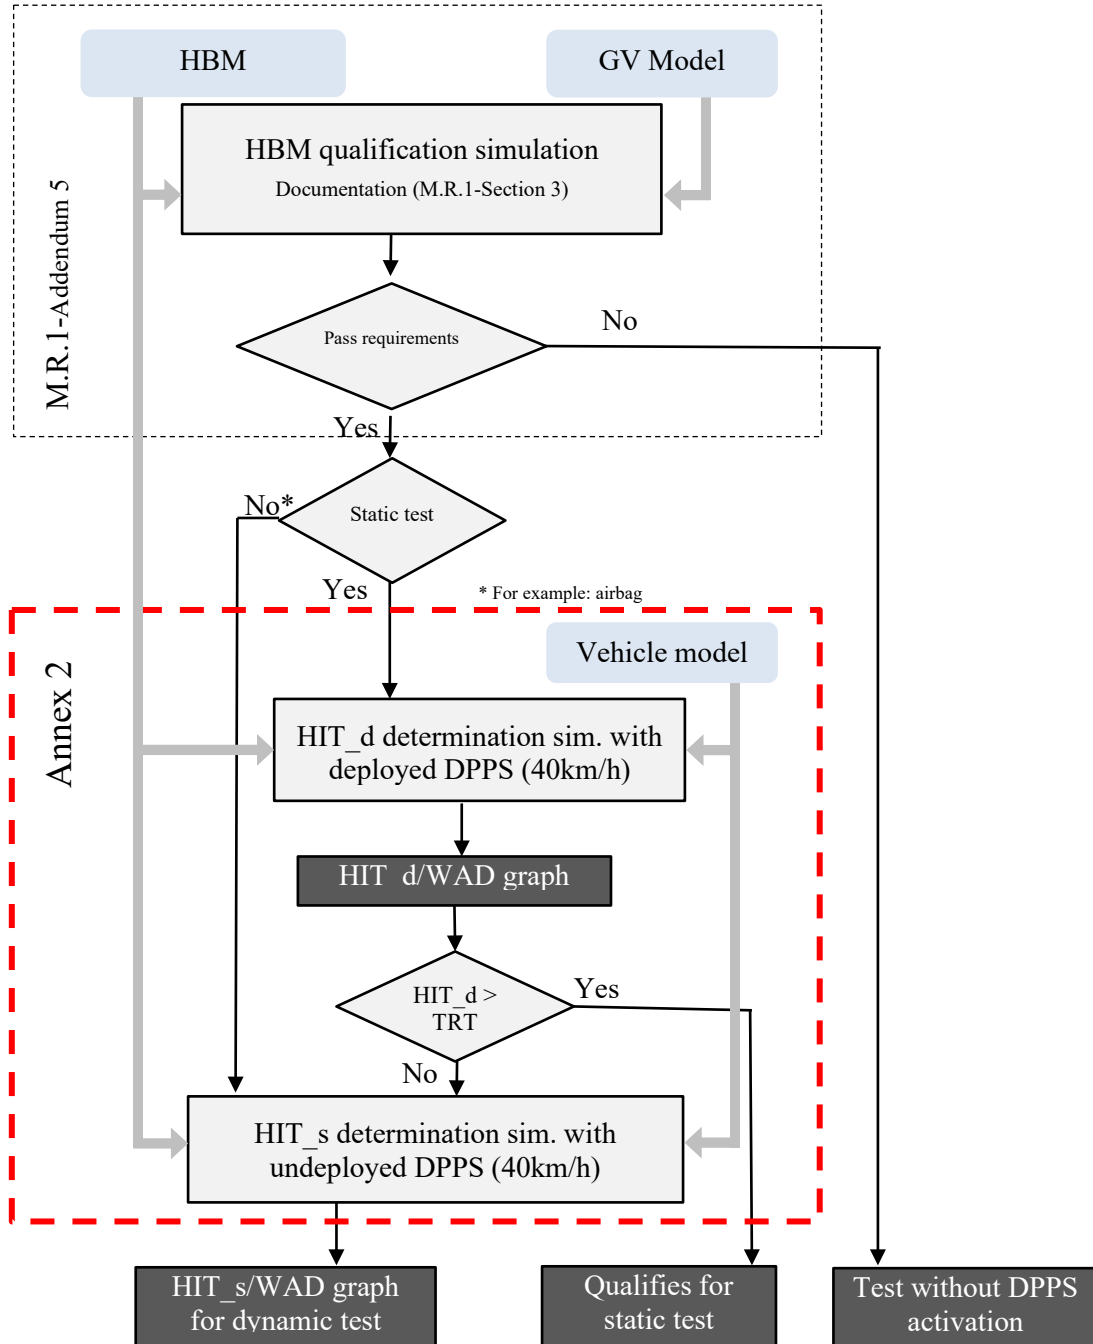 HBM
GV Model
HBM qualification simulation
Documentation (M.R.1-Section 3)
M.R.1-Addendum 5
Pass requirements
No
Yes
No*
Static test
Yes
* For example: airbag
Annex 2
Vehicle model
HIT_d determination sim. with
deployed DPPS (40km/h)
HIT d/WAD graph
HIT_d >
TRT
Yes
No
HIT_s determination sim. with
undeployed DPPS (40km/h)
HIT_s/WAD graph
for dynamic test
Qualifies for
static test
Test without DPPS
activation